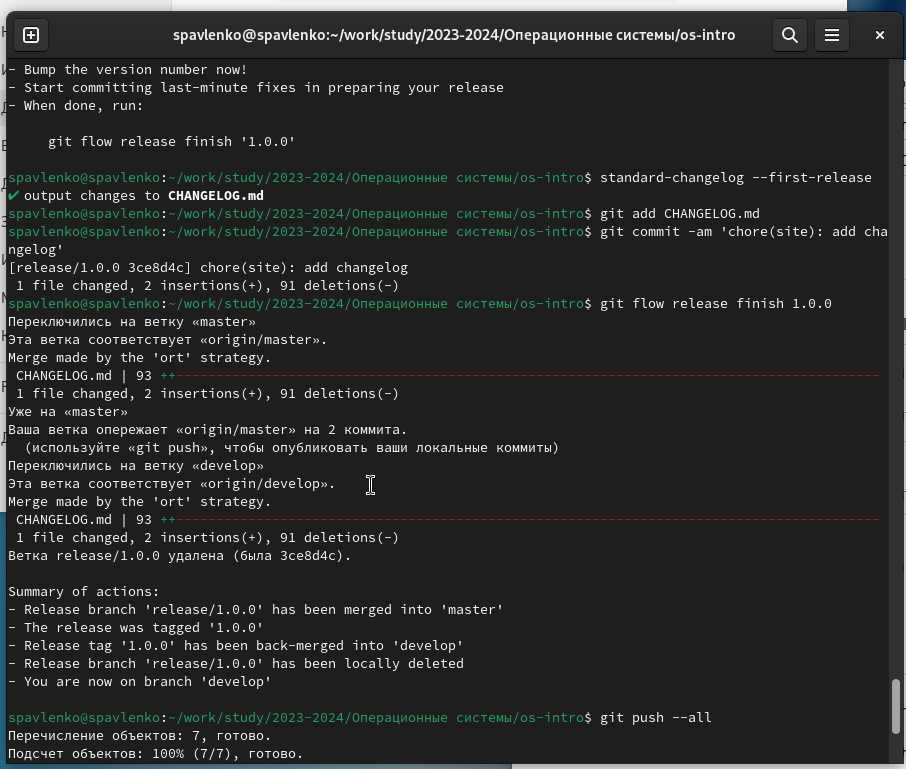 spavlenko@spavlenko:~/work/study/2023-2024/Операционные системы/os-intro
- Bump the version number now!
- Start committing last-minute fixes in preparing your release
- When done, run:
git flow release finish '1.0.0'
spavlenko@spavlenko:~/work/study/2023-2024/Операционные системы/os-intro$ standard-changelog --first-release
✔ output changes to CHANGELOG.md
spavlenko@spavlenko:~/work/study/2023-2024/Операционные системы/os-intro$ git add CHANGELOG.md
spavlenko@spavlenko:~/work/study/2023-2024/Операционные системы/os-intro$ git commit -am 'chore(site): add cha
ngelog'
[release/1.0.0 3ce8d4c] chore(site): add changelog
1 file changed, 2 insertions(+), 91 deletions(-)
spavlenko@spavlenko:~/work/study/2023-2024/Операционные системы/os-intro$ git flow release finish 1.0.0
Переключились на ветку «master»
Эта ветка соответствует «origin/master».
Merge made by the 'ort' strategy.
CHANGELOG.md | 93 ++----------------------------------------------------------------------------------------
1 file changed, 2 insertions(+), 91 deletions(-)
Уже на «master»
Ваша ветка опережает «origin/master» на 2 коммита.
(используйте «git push», чтобы опубликовать ваши локальные коммиты)
Переключились на ветку «develop»
Эта ветка соответствует «origin/develop».
Merge made by the 'ort' strategy.
CHANGELOG.md | 93 ++----------------------------------------------------------------------------------------
1 file changed, 2 insertions(+), 91 deletions(-)
Ветка release/1.0.0 удалена (была 3ce8d4c).
Summary of actions:
- Release branch 'release/1.0.0' has been merged into 'master'
- The release was tagged '1.0.0'
- Release tag '1.0.0' has been back-merged into 'develop'
- Release branch 'release/1.0.0' has been locally deleted
- You are now on branch 'develop'
spavlenko@spavlenko:~/work/study/2023-2024/Операционные системы/os-intro$ git push --all
Перечисление объектов: 7, готово.
Подсчет объектов: 100% (7/7), готово.